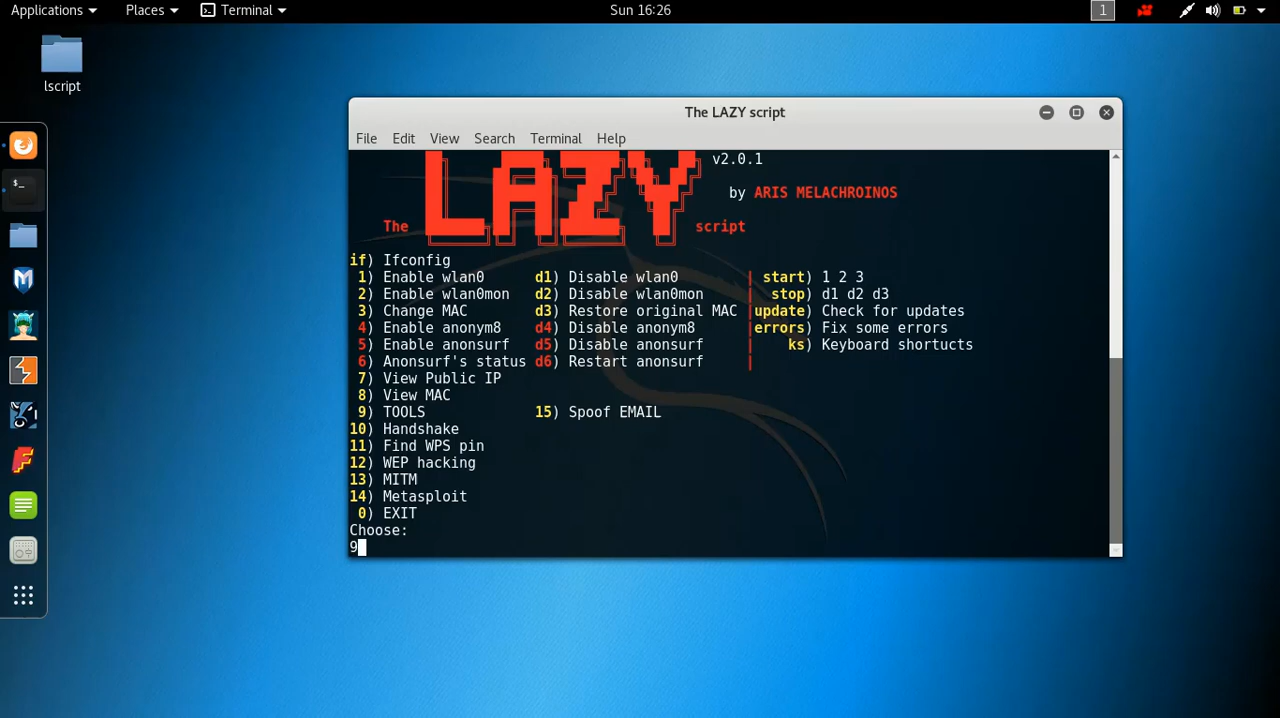 Applications Places Terminal Sun 16:26 1
lscript
The LAZY script
File Edit View Search Terminal Help
LAZY v2.0.1
by ARIS MELACHROINOS
The script
if) Ifconfig
1) Enable wlan0 d1) Disable wlan0 | start) 1 2 3
2) Enable wlan0mon d2) Disable wlan0mon | stop) d1 d2 d3
3) Change MAC d3) Restore original MAC |update) Check for updates
4) Enable anonym8 d4) Disable anonym8 |errors) Fix some errors
5) Enable anonsurf d5) Disable anonsurf | ks) Keyboard shortucts
6) Anonsurf's status d6) Restart anonsurf |
7) View Public IP
8) View MAC
9) TOOLS 15) Spoof EMAIL
10) Handshake
11) Find WPS pin
12) WEP hacking
13) MITM
14) Metasploit
0) EXIT
Choose:
9